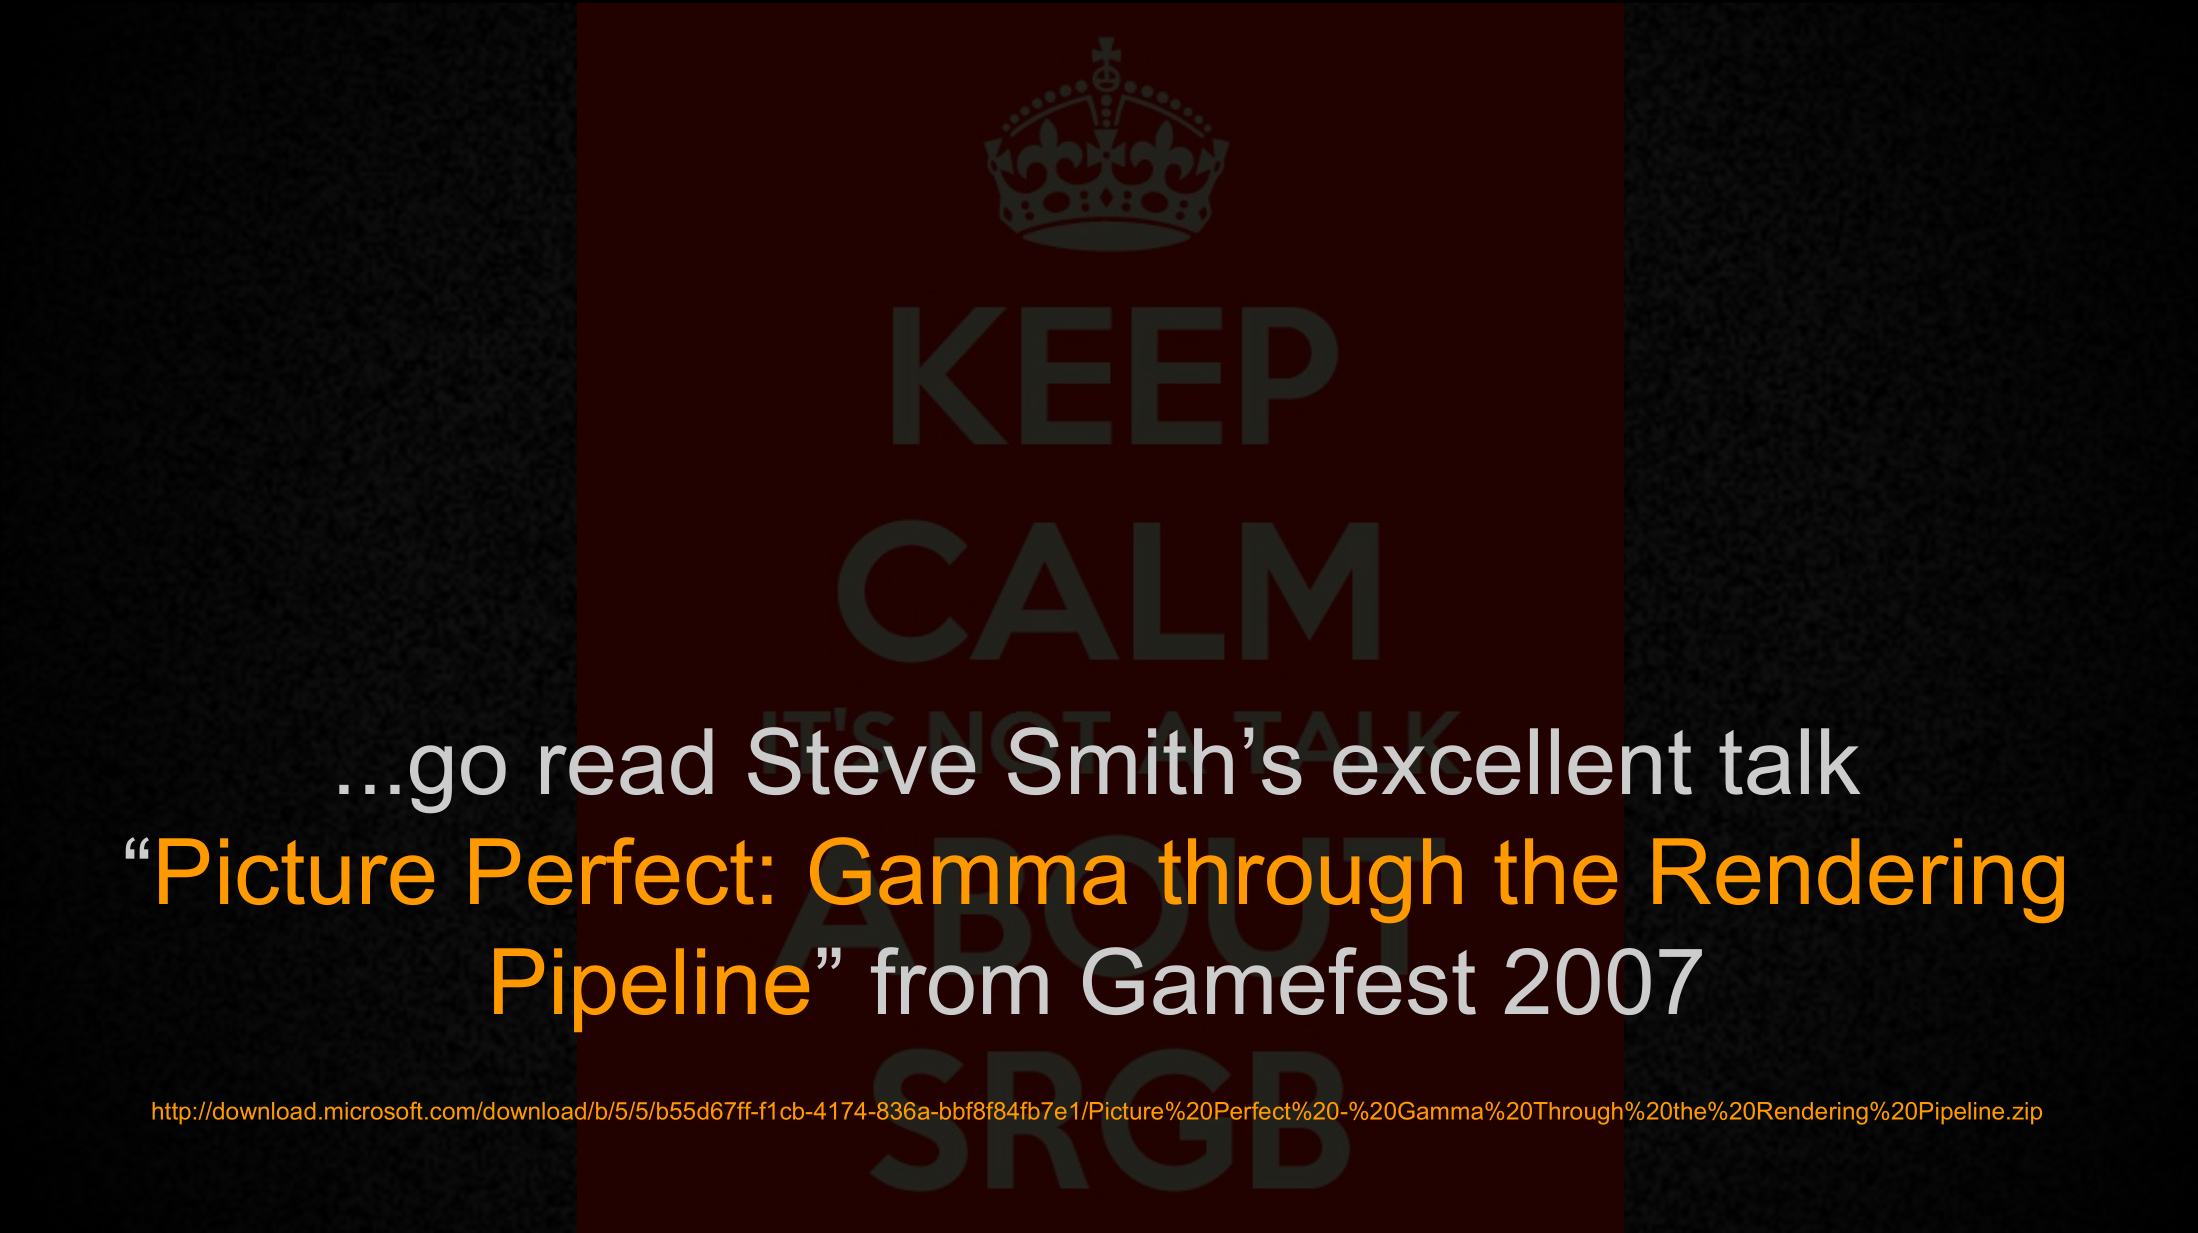 KEEP
CALM
IT'S NOT A TALK
ABOUT
SRGB
...go read Steve Smith’s excellent talk
“Picture Perfect: Gamma through the Rendering
Pipeline” from Gamefest 2007
http://download.microsoft.com/download/b/5/5/b55d67ff-f1cb-4174-836a-bbf8f84fb7e1/Picture%20Perfect%20-%20Gamma%20Through%20the%20Rendering%20Pipeline.zip